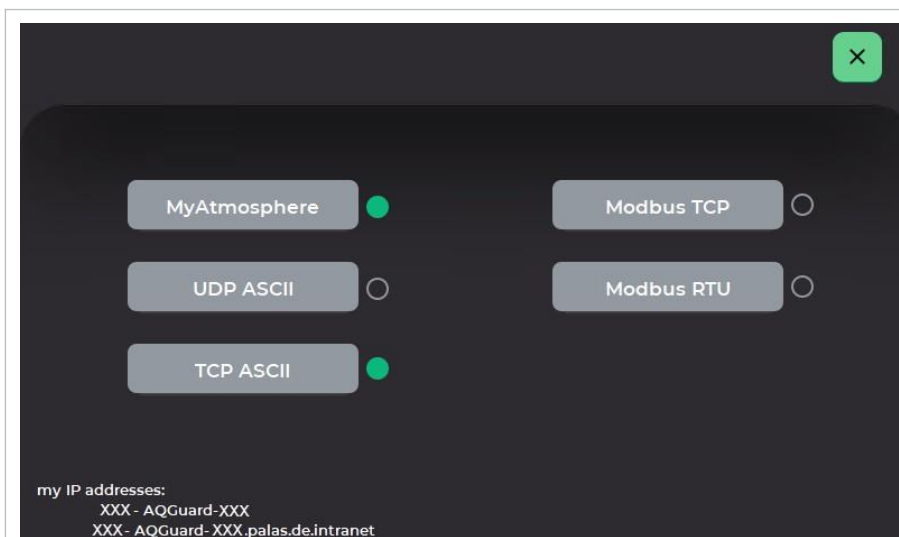 MyAtmosphere
Modbus TCP
UDP ASCII
Modbus RTU
TCP ASCII
my IP addresses:
XXX - AQGuard-XXX
XXX- AQGuard- XXX.palas.de.intranet